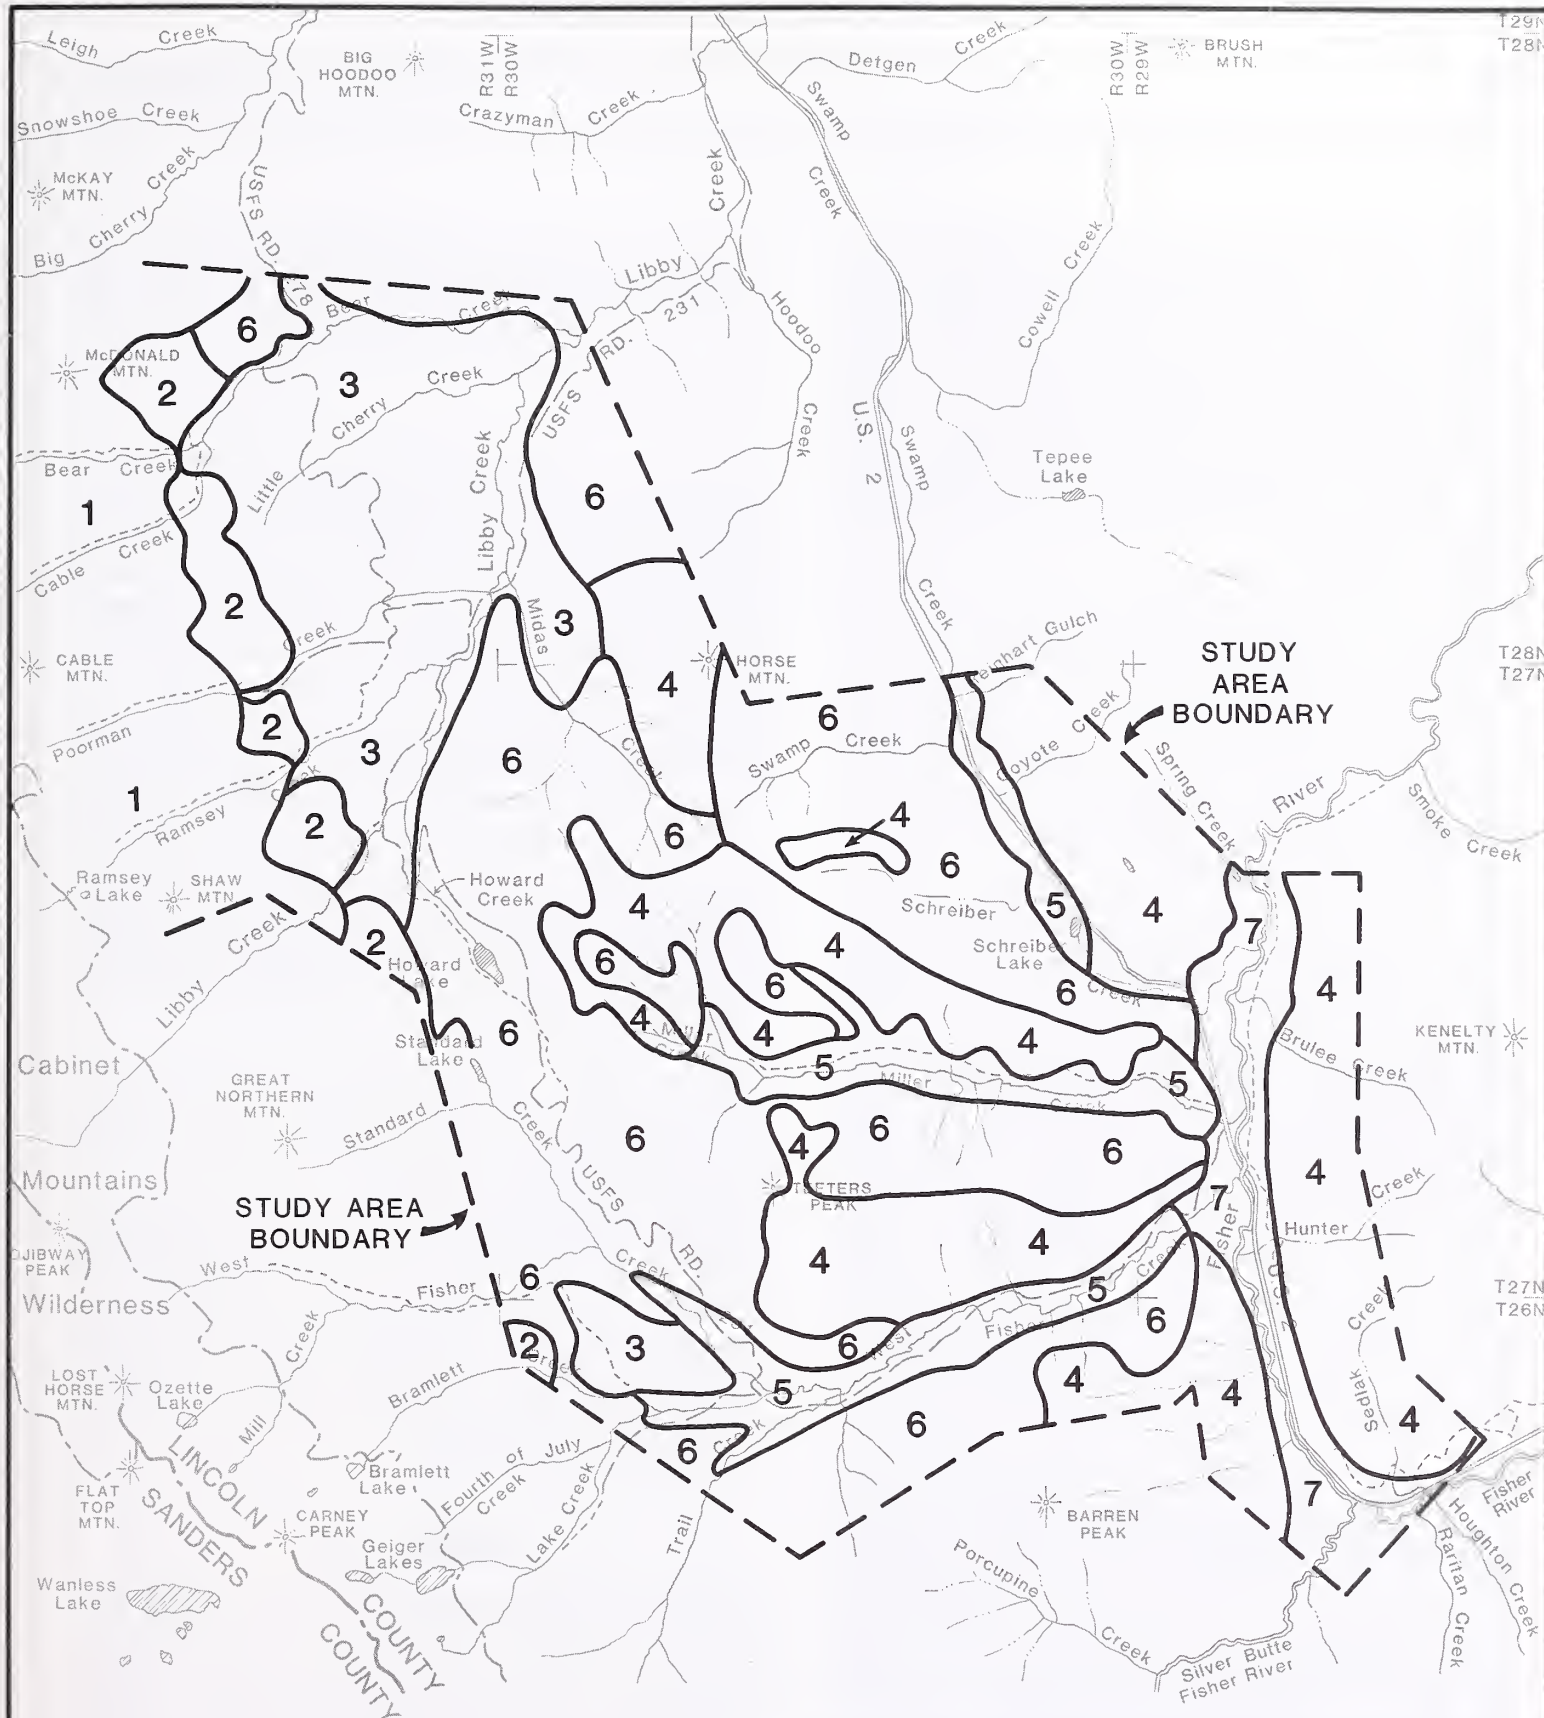 Leigh Creek
BIG
HOODOO
MTN.
R31W
R30W
Crazyman Creek
Detgen Creek
R30W
R29W
BRUSH
MTN.
T29N
T28N
Snowshoe Creek
McKAY
MTN.
Big Cherry Creek
USFS RD.
278
Creek
Swamp Creek
Cowell Creek
Libby
Hoodoo Creek
231
USFS RD.
Bear Creek
6
McDONALD
MTN.
2
3
Little Cherry Creek
Bear Creek
1
Cable Creek
Libby Creek
6
U.S. 2
Swamp Creek
Tepee
Lake
2
Creek
Midas
3
CABLE
MTN.
4
HORSE
MTN.
Gulch
STUDY
AREA
BOUNDARY
T28N
T27N
2
Poorman
3
6
Creek
6
Swamp Creek
Coyote Creek
Spring Creek
River
Smoke Creek
1
Ramsey
2
6
4
6
Ramsey
Lake
SHAW
MTN.
Howard
Creek
4
Schreiber
5
4
7
Libby Creek
2
Howard
Lake
6
4
6
Schreiber
Lake
6
Creek
4
Cabinet
Standard
Lake
6
4
Miller
Creek
4
5
4
Brulee Creek
KENELTY
MTN.
GREAT
NORTHERN
MTN.
Standard
Creek
Miller
Creek
5
6
4
6
6
Mountains
USFS RD.
231
TEETERS
PEAK
7
4
Creek
STUDY AREA
BOUNDARY
Fisher
Hunter
OJIBWAY
PEAK
West
Fisher
6
Creek
4
4
Wilderness
5
Creek
T27N
T26N
2
3
6
West
Fisher
6
Creek
Sedlak
LOST
HORSE
MTN.
Ozette
Lake
Mill
Creek
Bramlett
Creek
5
4
4
4
LINCOLN
SANDERS
6
Creek
6
FLAT
TOP
MTN.
Bramlett
Lake
Fourth of July
Creek
CARNEY
PEAK
Geiger
Lakes
Lake Creek
Trail
BARREN
PEAK
7
Fisher
River
Houghton Creek
Raritan Creek
Wanless
Lake
COUNTY
COUNTY
Porcupine
Creek
Silver Butte
Fisher River